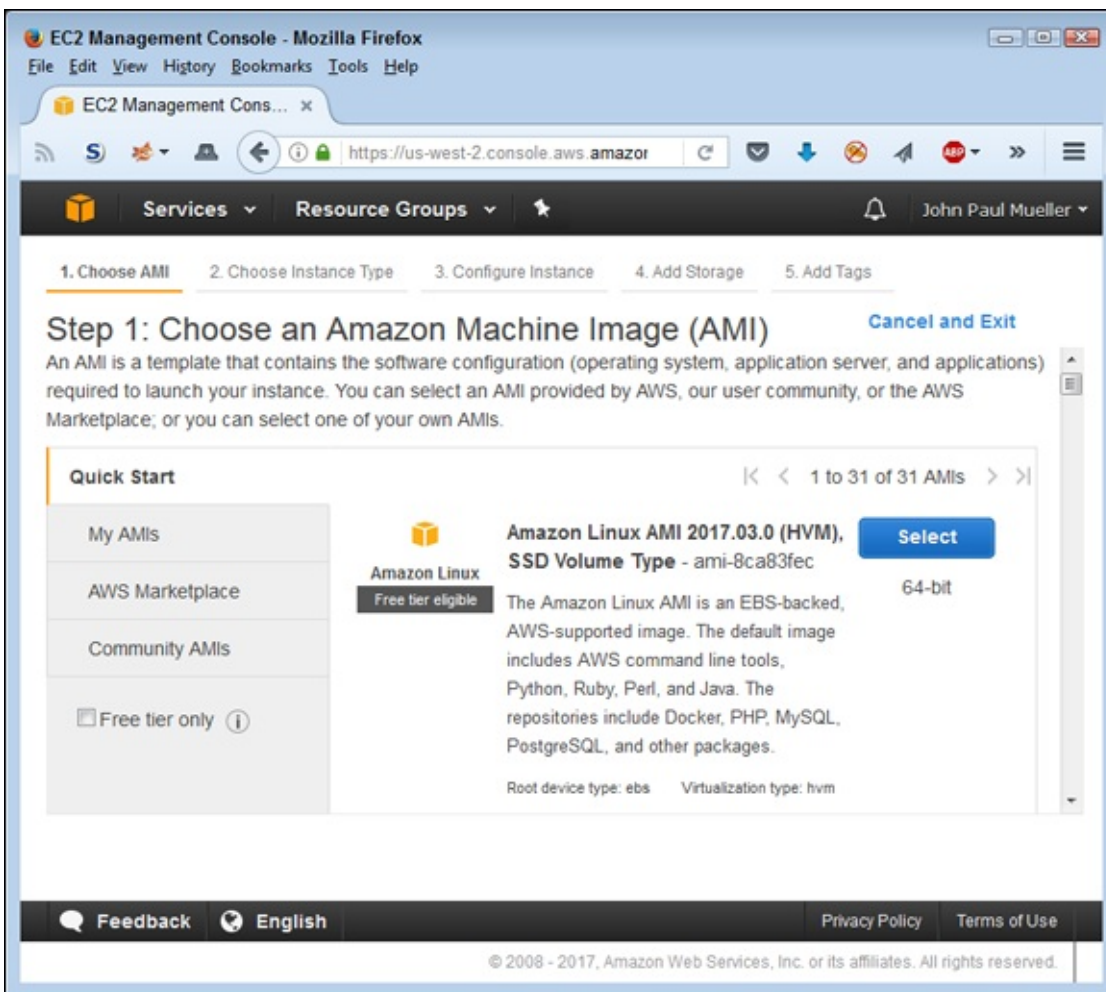 EC2 Management Console - Mozilla Firefox
File Edit View History Bookmarks Tools Help
EC2 Management Cons... ×
S https://us-west-2.console.aws.amazor ABP
Services Resource Groups John Paul Mueller
1. Choose AMI 2. Choose Instance Type 3. Configure Instance 4. Add Storage 5. Add Tags
Step 1: Choose an Amazon Machine Image (AMI) Cancel and Exit
An AMI is a template that contains the software configuration (operating system, application server, and applications)
required to launch your instance. You can select an AMI provided by AWS, our user community, or the AWS
Marketplace; or you can select one of your own AMIs.
Quick Start
My AMIs
AWS Marketplace
Community AMIs
Free tier only
1 to 31 of 31 AMIs
Amazon Linux
Free tier eligible
Amazon Linux AMI 2017.03.0 (HVM),
SSD Volume Type - ami-8ca83fec
The Amazon Linux AMI is an EBS-backed,
AWS-supported image. The default image
includes AWS command line tools,
Python, Ruby, Perl, and Java. The
repositories include Docker, PHP, MySQL,
PostgreSQL, and other packages.
Root device type: ebs Virtualization type: hvm
Select
64-bit
Feedback English Privacy Policy Terms of Use
© 2008 - 2017, Amazon Web Services, Inc. or its affiliates. All rights reserved.